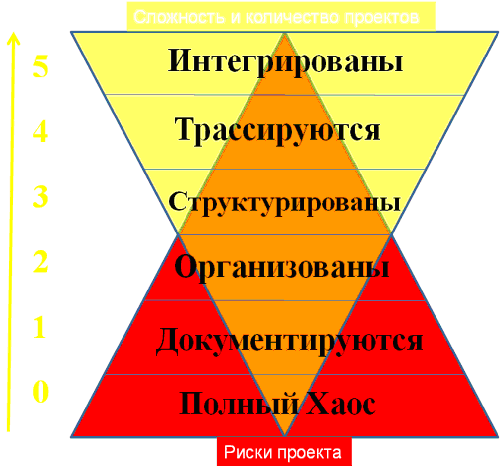 Сложность и количество проектов
5 Интегрированы
4 Трассируются
3 Структурированы
2 Организованы
1 Документируются
0 Полный Хаос
Риски проекта